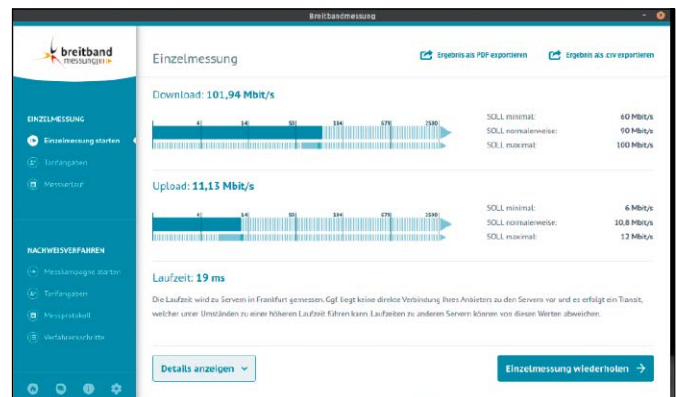 Breitbandmessung
breitband
messung
Einzelmessung
Ergebnis als PDF exportieren
Ergebnis als .csv exportieren
Download: 101,94 Mbit/s
EINZELMESSUNG
Einzelmessung starten
Tarifangaben
Messverlauf
SOLL minimal: 60 Mbit/s
SOLL normalerweise: 90 Mbit/s
SOLL maximal: 100 Mbit/s
Upload: 11,13 Mbit/s
SOLL minimal: 6 Mbit/s
SOLL normalerweise: 10,8 Mbit/s
SOLL maximal: 12 Mbit/s
NACHWEISVERFAHREN
Messkampagne starten
Tarifangaben
Messprotokoll
Verfahrensschritte
Laufzeit: 19 ms
Die Laufzeit wird zu Servern in Frankfurt gemessen. Ggf. liegt keine direkte Verbindung Ihres Anbieters zu den Servern vor und es erfolgt ein Transit,
welcher unter Umständen zu einer höheren Laufzeit führen kann. Laufzeiten zu anderen Servern können von diesen Werten abweichen.
Details anzeigen
Einzelmessung wiederholen